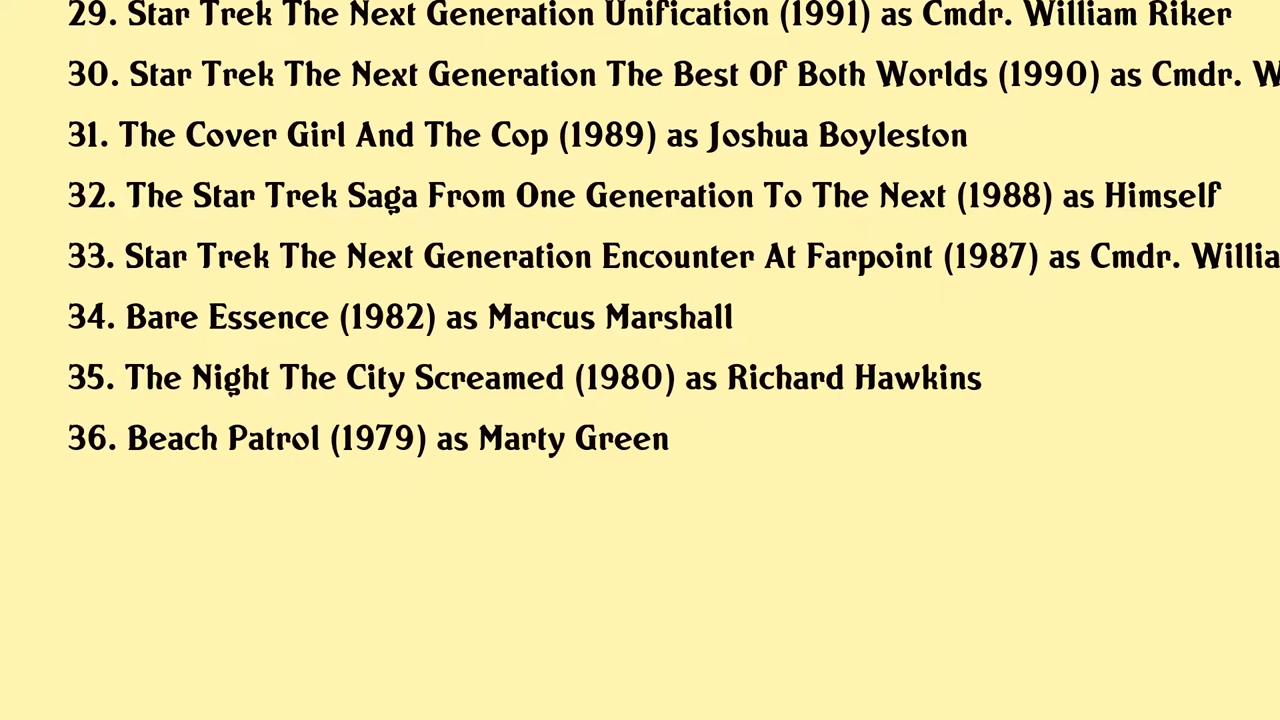 29. Star Trek The Next Generation Unification (1991) as Cmdr. William Riker
30. Star Trek The Next Generation The Best Of Both Worlds (1990) as Cmdr.
31. The Cover Girl And The Cop (1989) as Joshua Boyleston
32. The Star Trek Saga From One Generation To The Next (1988) as Himself
33. Star Trek The Next Generation Encounter At Farpoint (1987) as Cmdr. Willia
34. Bare Essence (1982) as Marcus Marshall
35. The Night The City Screamed (1980) as Richard Hawkins
36. Beach Patrol (1979) as Marty Green